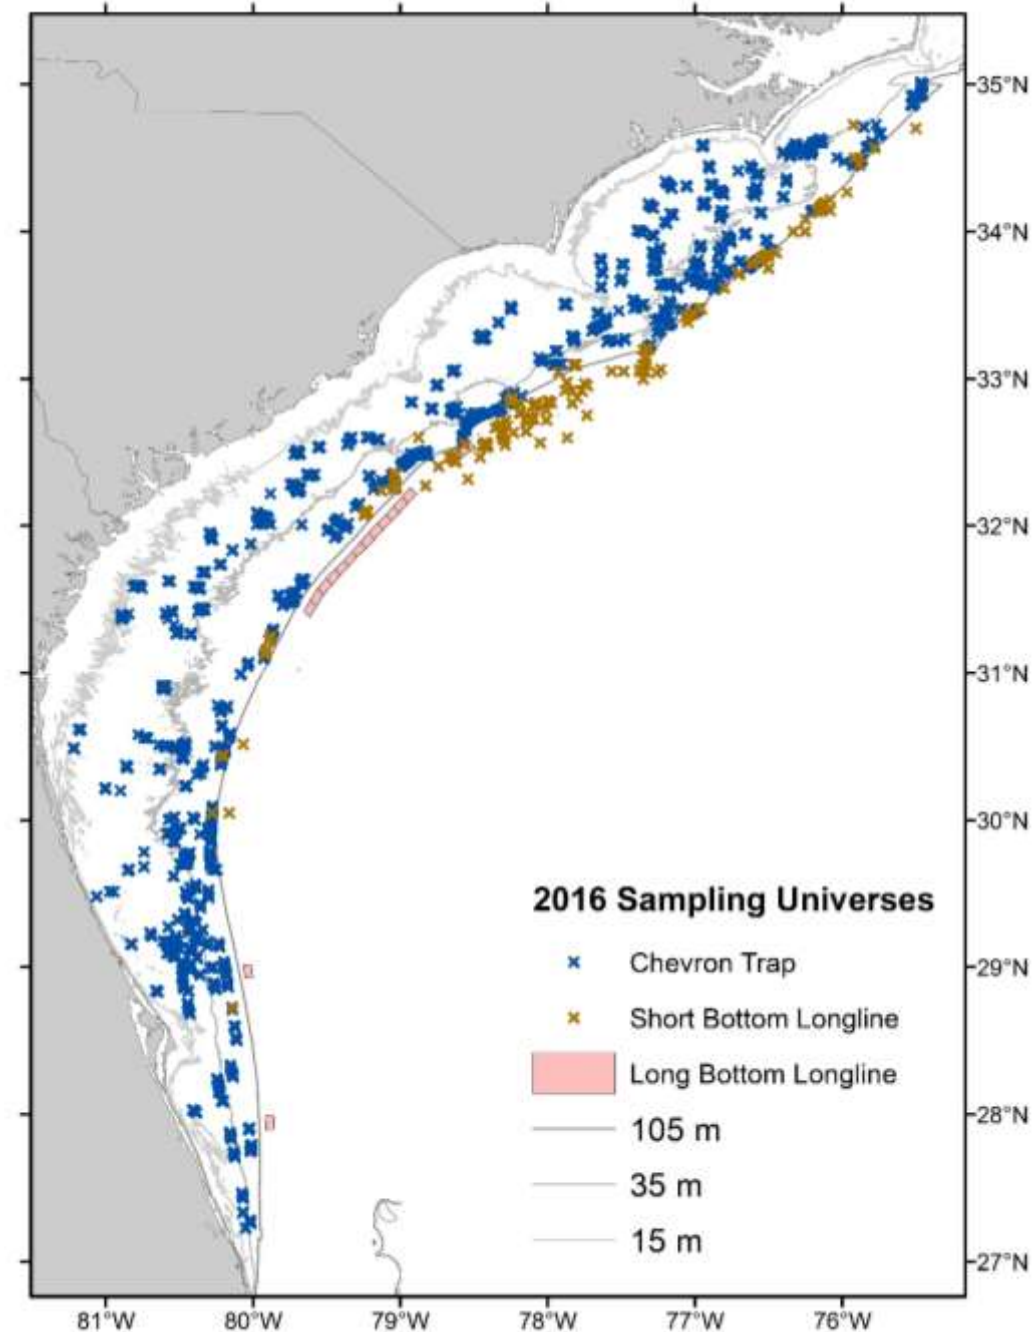 35°N
34°N
33°N
32°N
31°N
30°N
2016 Sampling Universes
Chevron Trap
29°N
Short Bottom Longline
Long Bottom Longline
28°N
105 m
35 m
15 m
27°N
81°W 80°W 79°W 78°W 77°W 76°W